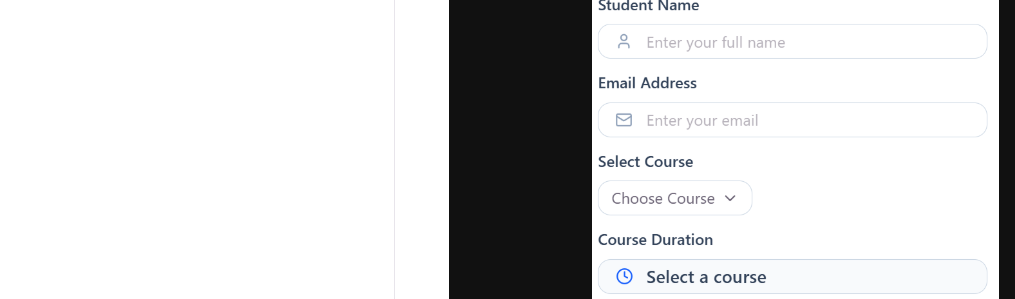 Student Name
Enter your full name
Email Address
Enter your email
Select Course
Choose Course
Course Duration
Select a course